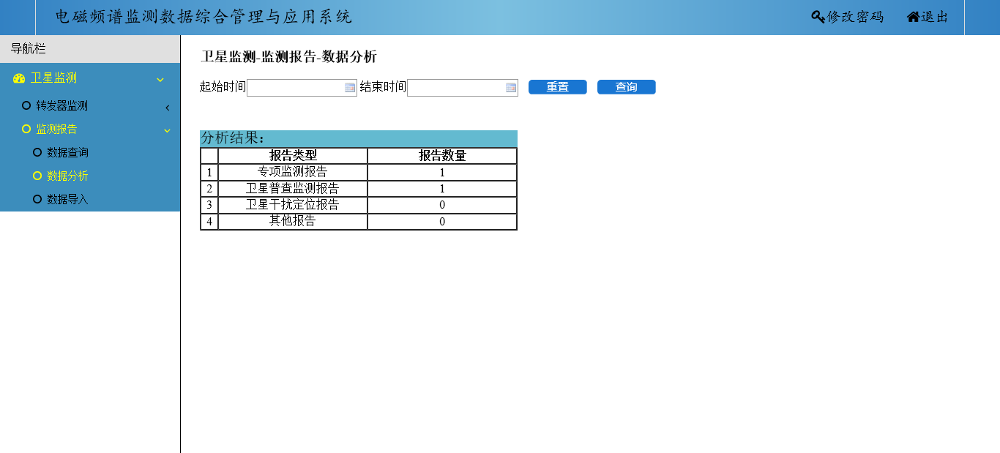 电磁频谱监测数据综合管理与应用系统 修改密码 退出
导航栏
卫星监测
转发器监测
监测报告
数据查询
数据分析
数据导入
卫星监测-监测报告-数据分析
起始时间 结束时间 重置 查询
分析结果：
报告类型 报告数量
1 专项监测报告 1
2 卫星普查监测报告 1
3 卫星干扰定位报告 0
4 其他报告 0